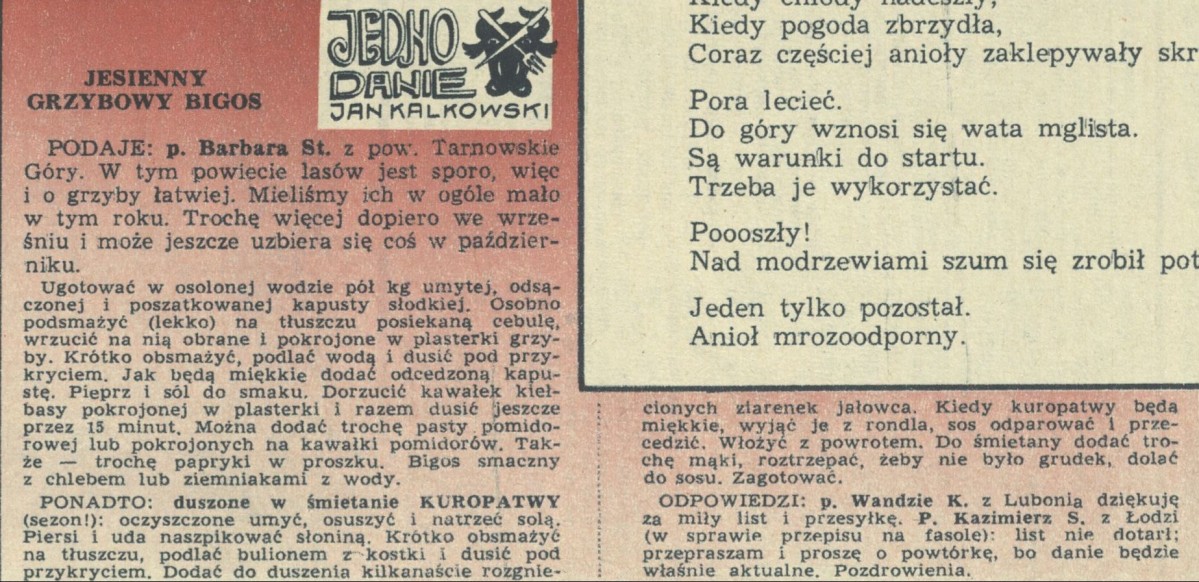 JESIENNY
GRZYBOWY BIGOS
JEDNO
DANIE
JAN KALKOWSKI
PODAJE: p. Barbara St. z pow. Tarnowskie
Góry. W tym powiecie lasów jest sporo, więc
i o grzyby łatwiej. Mieliśmy ich w ogóle mało
w tym roku. Trochę więcej dopiero we wrze-
śniu i może jeszcze uzbiera się coś w paździer-
niku.
Ugotować w osolonej wodzie pół kg umytej, odsą-
czonej i poszatkowanej kapusty słodkiej. Osobno
podsmażyć (lekko) na tłuszczu posiekaną cebulę,
wrzucić na nią obrane i pokrojone w plasterki grzy-
by. Krótko obsmażyć, podlać wodą i dusić pod przy-
kryciem. Jak będą miękkie dodać odcedzoną kapu-
stę. Pieprz i sól do smaku. Dorzucić kawałek kieł-
basy pokrojonej w plasterki i razem dusić jeszcze
przez 15 minut. Można dodać trochę pasty pomido-
rowej lub pokrojonych na kawałki pomidorów. Tak-
że — trochę papryki w proszku. Bigos smaczny
z chlebem lub ziemniakami z wody.
PONADTO: duszone w śmietanie KUROPATWY
(sezon!): oczyszczone umyć, osuszyć i natrzeć solą.
Piersi i uda naszpikować słoniną. Krótko obsmażyć
na tłuszczu, podlać bulionem z kostki i dusić pod
przykryciem. Dodać do duszenia kilkanaście rozgnie-
cionych ziarenek jałowca. Kiedy kuropatwy będą
miękkie, wyjąć je z rondla, sos odparować i prze-
cedzić. Włożyć z powrotem. Do śmietany dodać tro-
chę mąki, roztrzepać, żeby nie było grudek, dolać
do sosu. Zagotować.
ODPOWIEDZI: p. Wandzie K. z Lubonia dziękuję
za miły list i przesyłkę. P. Kazimierz S. z Łodzi
(w sprawie przepisu na fasolę): list nie dotarł;
przepraszam i proszę o powtórkę, bo danie będzie
właśnie aktualne. Pozdrowienia.
Kiedy chłody nadeszły,
Kiedy pogoda zbrzydła,
Coraz częściej anioły zaklepywały skr
Pora lecieć.
Do góry wznosi się wata mglista.
Są warunki do startu.
Trzeba je wykorzystać.
Poooszły!
Nad modrzewiami szum się zrobił pot
Jeden tylko pozostał.
Anioł mrozoodporny.